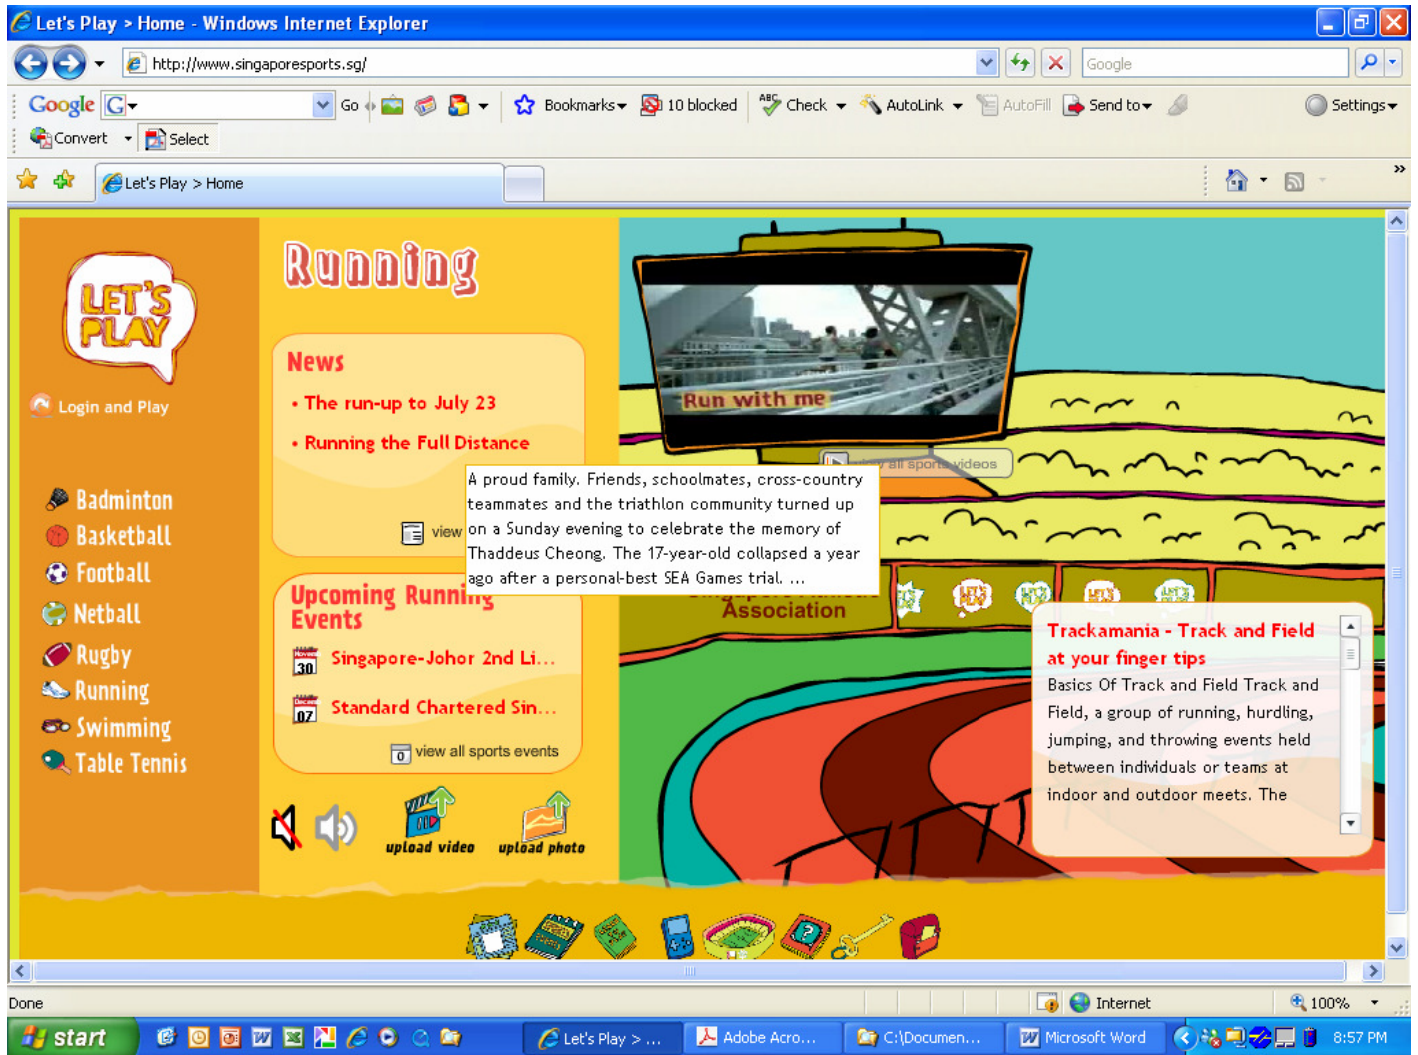 Let's Play > Home - Windows Internet Explorer
http://www.singaporesports.sg/
Google
Google G
Go
Bookmarks
10 blocked
Check
AutoLink
AutoFill
Send to
Settings
Convert
Select
Let's Play > Home
LET'S
PLAY
Login and Play
Badminton
Basketball
Football
Netball
Rugby
Running
Swimming
Table Tennis
Running
News
• The run-up to July 23
• Running the Full Distance
view
A proud family. Friends, schoolmates, cross-country
teammates and the triathlon community turned up
on a Sunday evening to celebrate the memory of
Thaddeus Cheong. The 17-year-old collapsed a year
ago after a personal-best SEA Games trial. ...
Upcoming Running
Events
30
Singapore-Johor 2nd Li...
07
Standard Chartered Sin...
0
view all sports events
upload video
upload photo
Run with me
view all sports videos
Association
Trackamania - Track and Field
at your finger tips
Basics Of Track and Field Track and
Field, a group of running, hurdling,
jumping, and throwing events held
between individuals or teams at
indoor and outdoor meets. The
Done
Internet
100%
start
Let's Play > ...
Adobe Acro...
C:\Documen...
Microsoft Word
8:57 PM